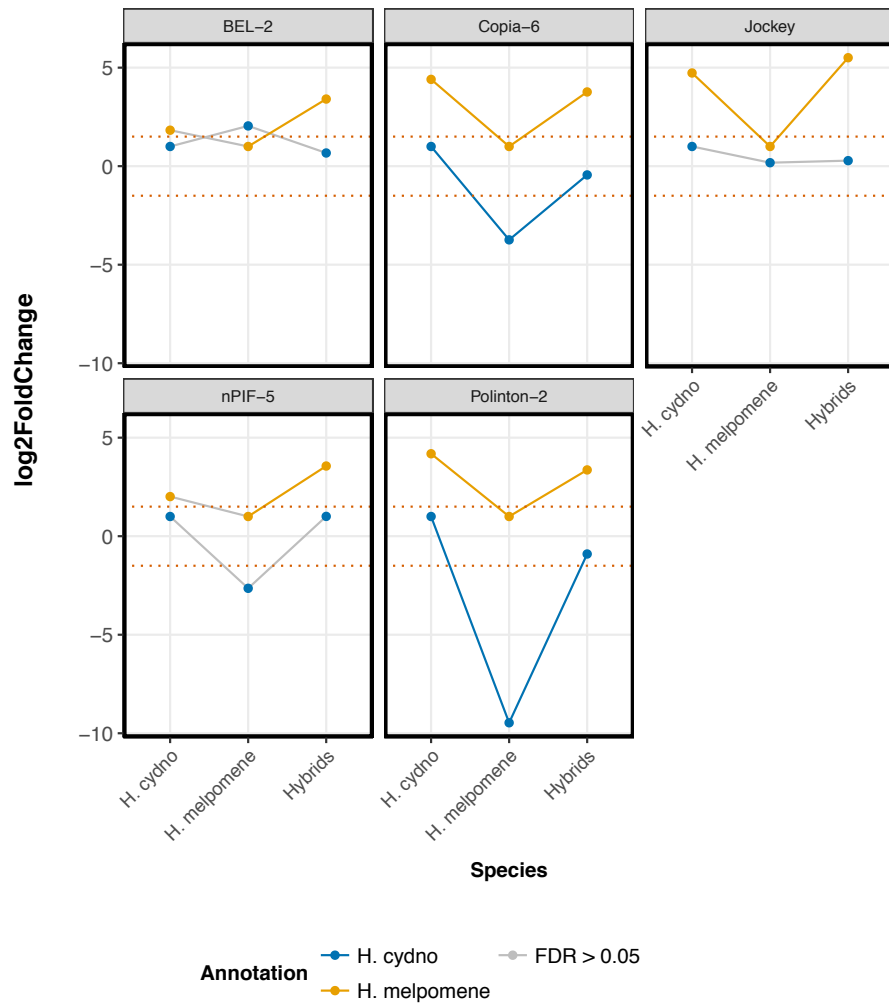 BEL−2
Copia−6
Jockey
5
0
−5
−10
nPIF−5
Polinton−2
H. cydno
H. melpomene
Hybrids
5
0
−5
−10
H. cydno
H. melpomene
Hybrids
H. cydno
H. melpomene
Hybrids
log2FoldChange
Species
Annotation
H. cydno
H. melpomene
FDR > 0.05